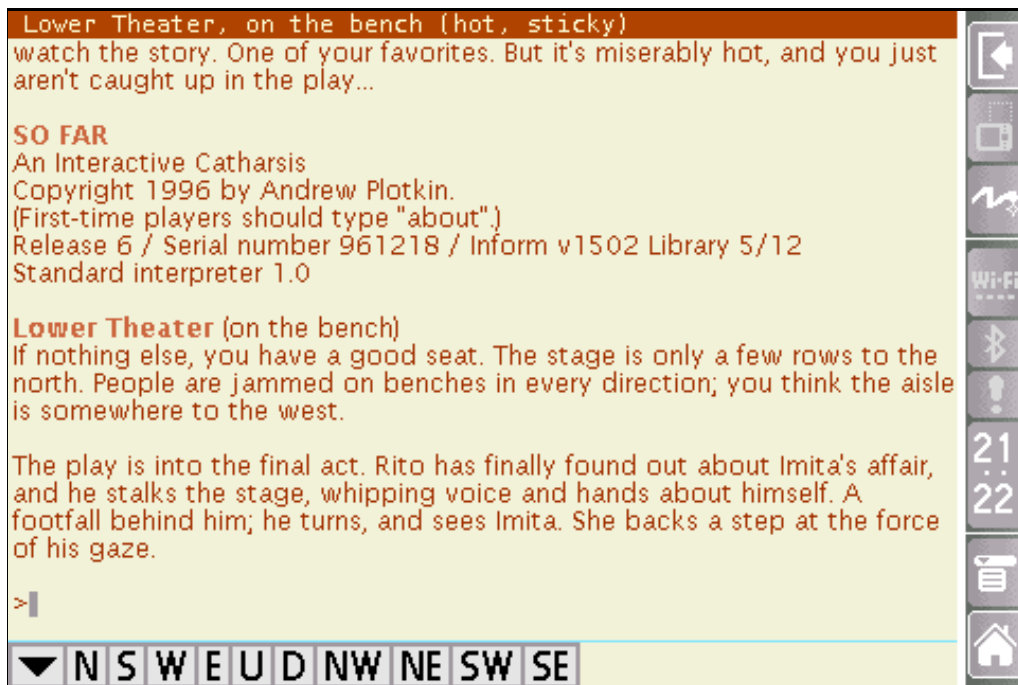 Lower Theater, on the bench (hot, sticky)
watch the story. One of your favorites. But it's miserably hot, and you just
aren't caught up in the play...
SO FAR
An Interactive Catharsis
Copyright 1996 by Andrew Plotkin.
(First-time players should type "about".)
Release 6 / Serial number 961218 / Inform v1502 Library 5/12
Standard interpreter 1.0
Lower Theater (on the bench)
If nothing else, you have a good seat. The stage is only a few rows to the
north. People are jammed on benches in every direction; you think the aisle
is somewhere to the west.
The play is into the final act. Rito has finally found out about Imita's affair,
and he stalks the stage, whipping voice and hands about himself. A
footfall behind him; he turns, and sees Imita. She backs a step at the force
of his gaze.
>
N S W E U D NW NE SW SE
Wi-Fi
21
..
22